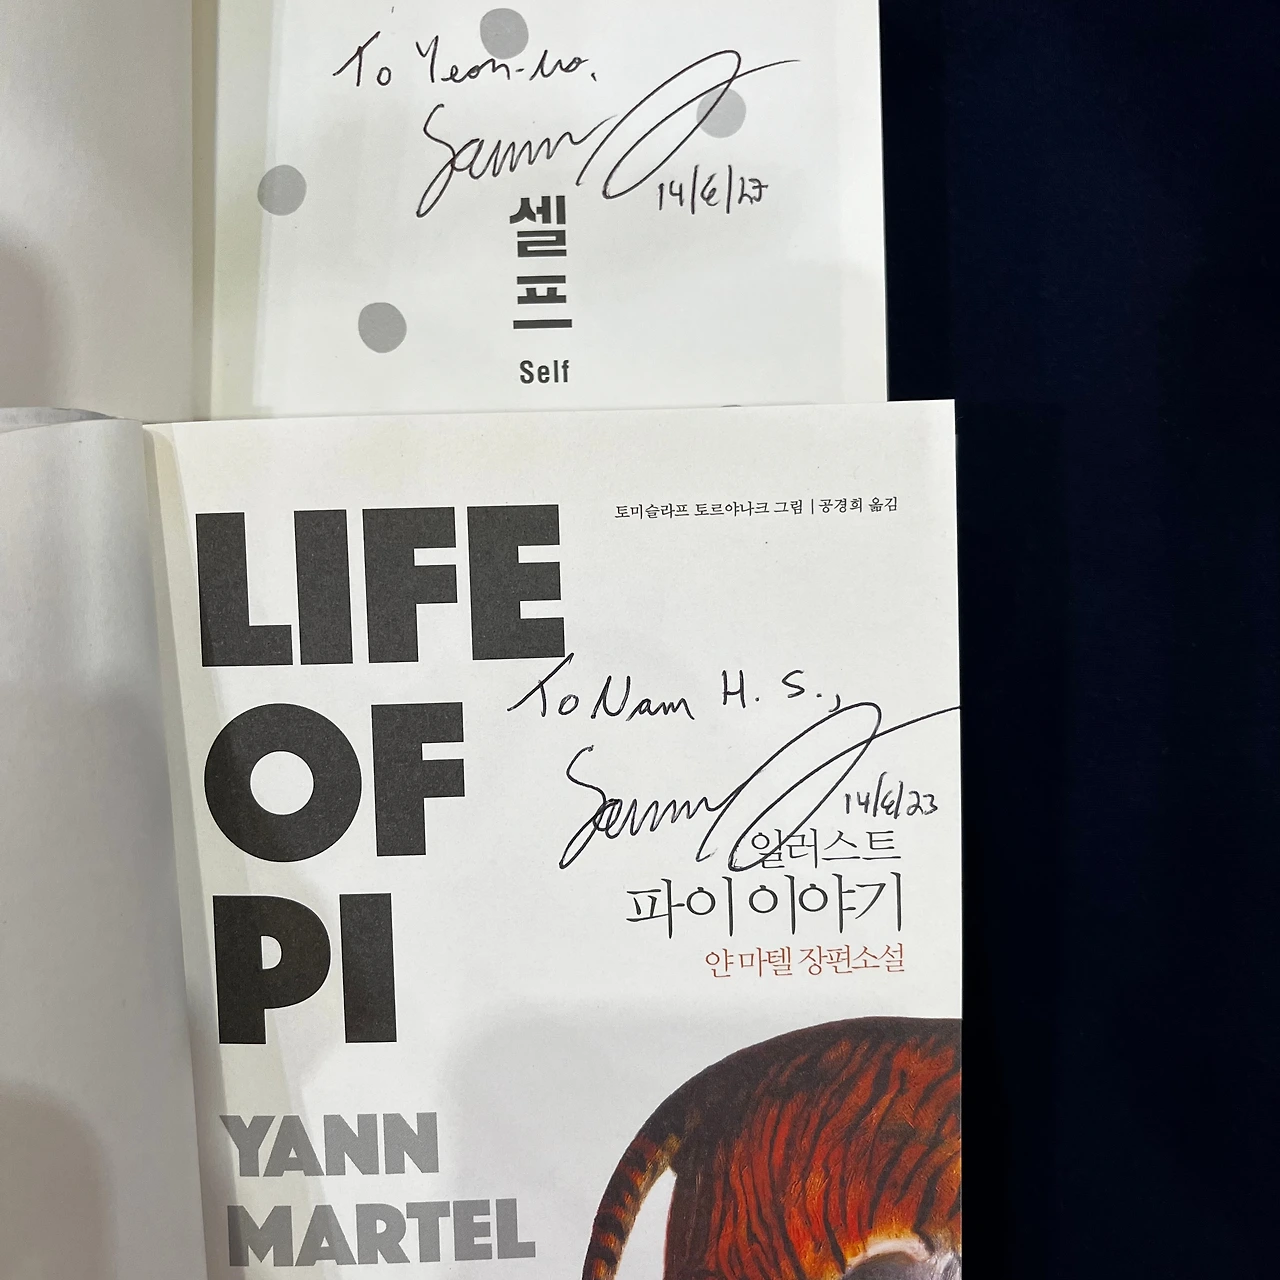 To Yeon-Ho.
14/6/23
셀
프
Self
토미슬라프 토르야나크 그림 | 공경희 옮김
LIFE
OF
PI
To Nam H. S.,
14/6/23
일러스트
파이 이야기
얀 마텔 장편소설
YANN
MARTEL